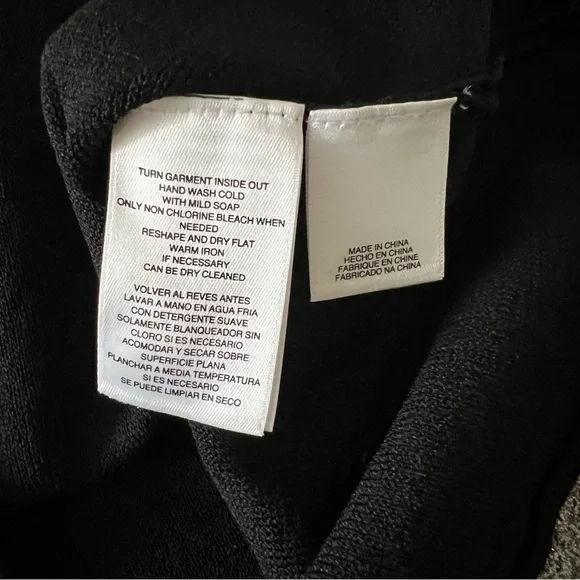 TURN GARMENT INSIDE OUT
HAND WASH COLD
WITH MILD SOAP
ONLY NON CHLORINE BLEACH WHEN
NEEDED
RESHAPE AND DRY FLAT
WARM IRON
IF NECESSARY
CAN BE DRY CLEANED
VOLVER AL REVES ANTES
LAVAR A MANO EN AGUA FRIA
CON DETERGENTE SUAVE
SOLAMENTE BLANQUEADOR SIN
CLORO SI ES NECESARIO
ACOMODAR Y SECAR SOBRE
SUPERFICIE PLANA
PLANCHAR A MEDIA TEMPERATURA
SI ES NECESARIO
SE PUEDE LIMPIAR EN SECO
MADE IN CHINA
HECHO EN CHINA
FABRIQUE EN CHINE
FABRICADO NA CHINA